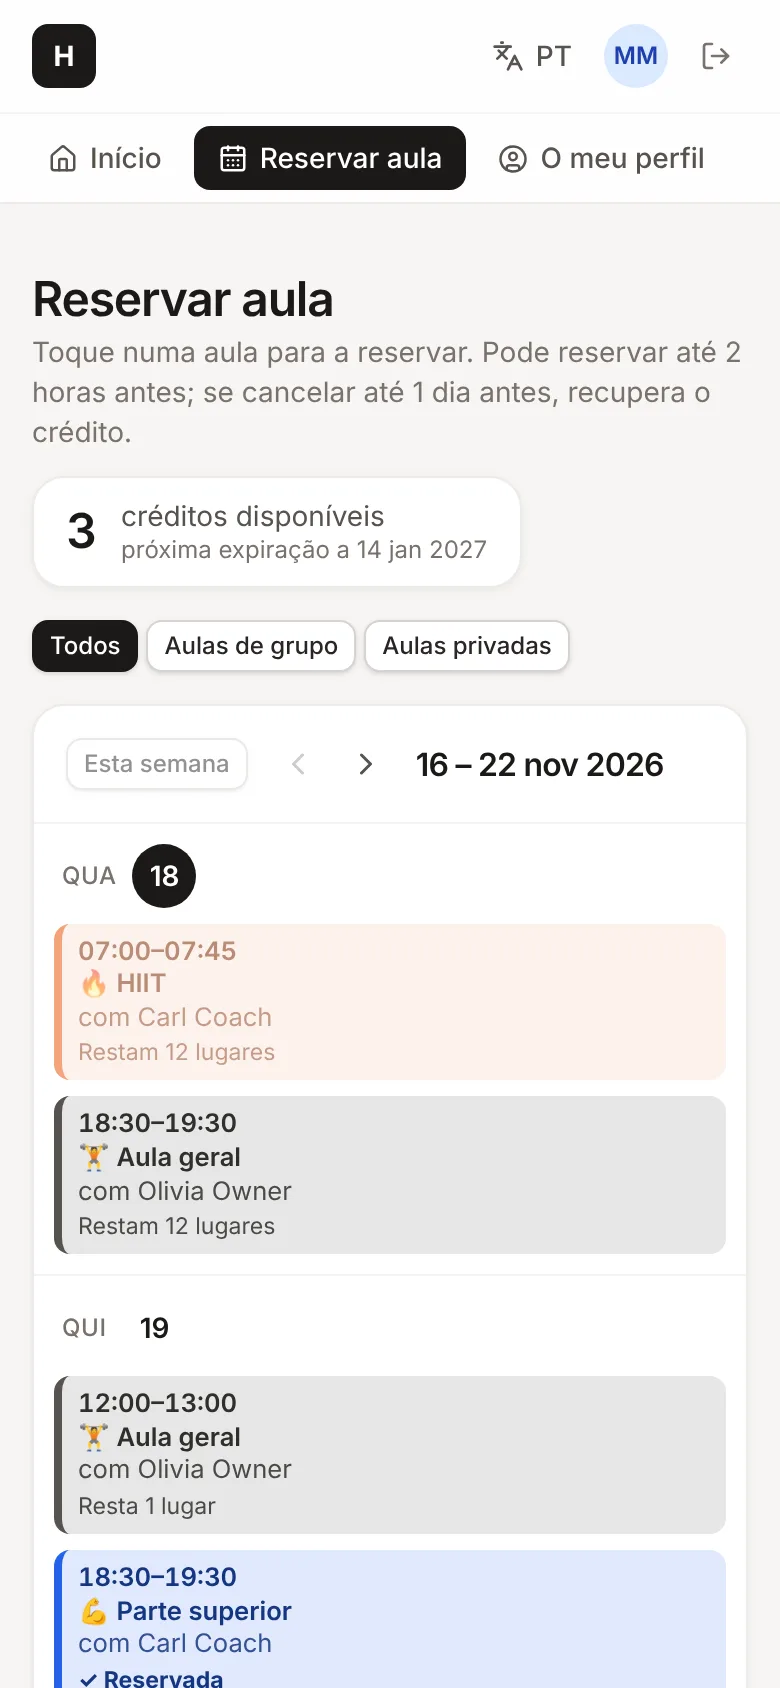 H
PT
MM
Início
Reservar aula
O meu perfil
Reservar aula
Toque numa aula para a reservar. Pode reservar até 2
horas antes; se cancelar até 1 dia antes, recupera o
crédito.
3
créditos disponíveis
próxima expiração a 14 jan 2027
Todos
Aulas de grupo
Aulas privadas
Esta semana
16 – 22 nov 2026
QUA 18
07:00–07:45
🔥 HIIT
com Carl Coach
Restam 12 lugares
18:30–19:30
🏋️ Aula geral
com Olivia Owner
Restam 12 lugares
QUI 19
12:00–13:00
🏋️ Aula geral
com Olivia Owner
Resta 1 lugar
18:30–19:30
💪 Parte superior
com Carl Coach
✓ Reservada